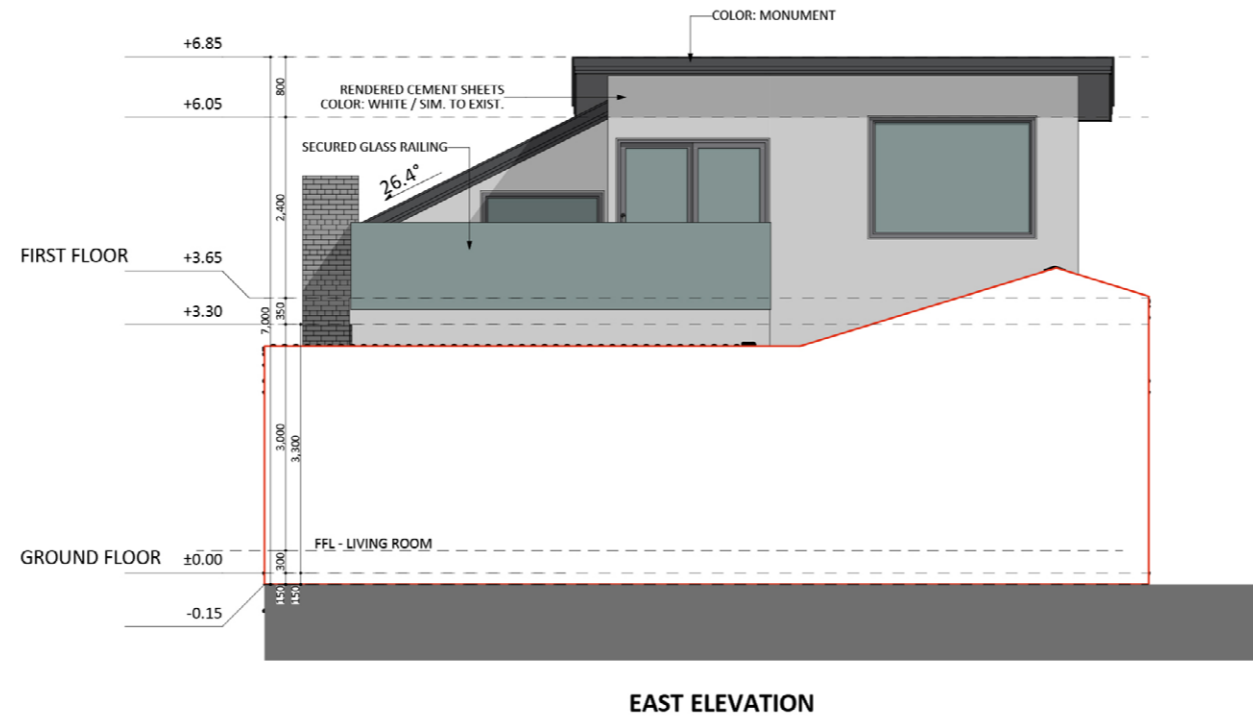 COLOR: MONUMENT
+6.85
800
RENDERED CEMENT SHEETS
COLOR: WHITE / SIM. TO EXIST.
+6.05
SECURED GLASS RAILING
26.4°
2,400
FIRST FLOOR
+3.65
350
7,000
+3.30
3,000
3,300
FFL - LIVING ROOM
GROUND FLOOR
±0.00
300
150
150
-0.15
EAST ELEVATION